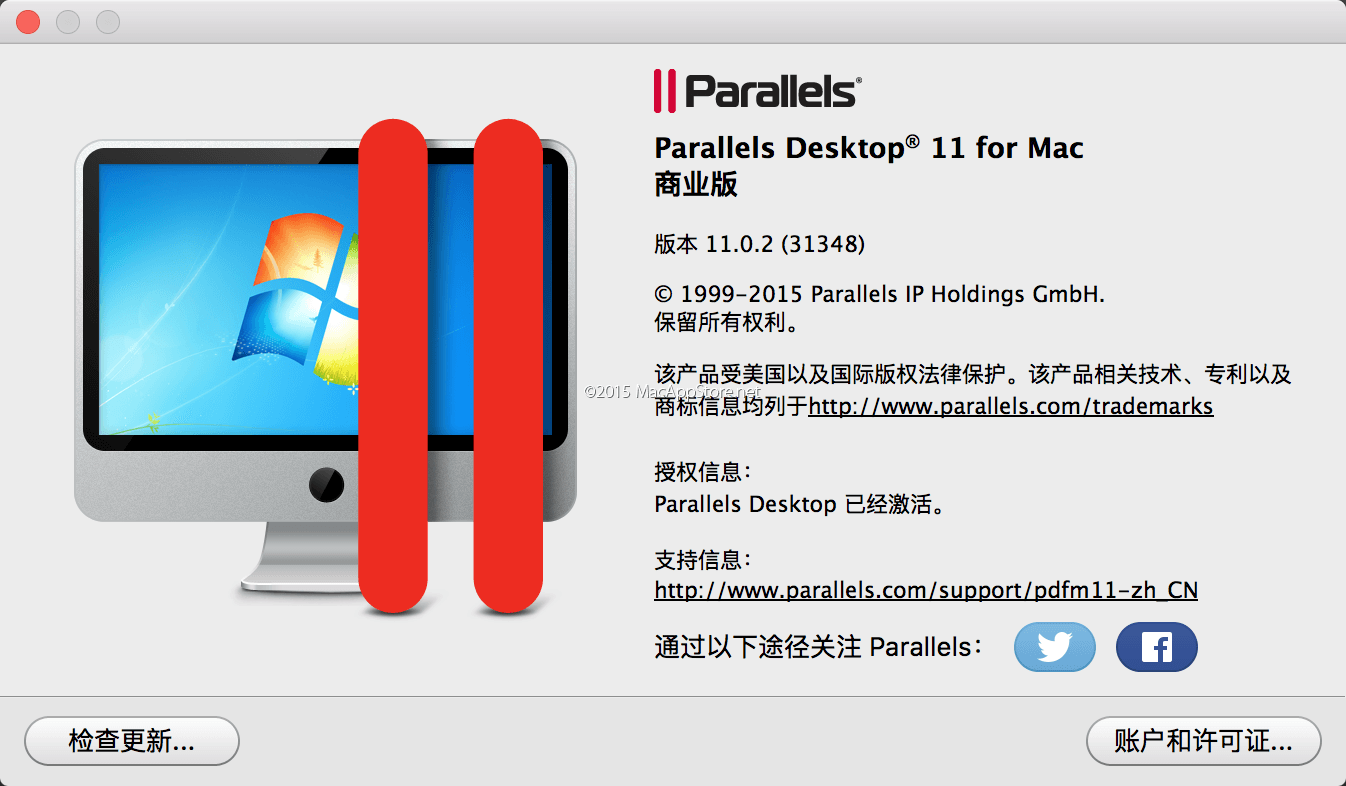 Parallels®
Parallels Desktop® 11 for Mac
商业版
版本 11.0.2 (31348)
© 1999–2015 Parallels IP Holdings GmbH.
保留所有权利。
该产品受美国以及国际版权法律保护。该产品相关技术、专利以及
©2015 MacAppStore.net
商标信息均列于http://www.parallels.com/trademarks
授权信息：
Parallels Desktop 已经激活。
支持信息：
http://www.parallels.com/support/pdfm11-zh_CN
通过以下途径关注 Parallels：
检查更新...
账户和许可证...